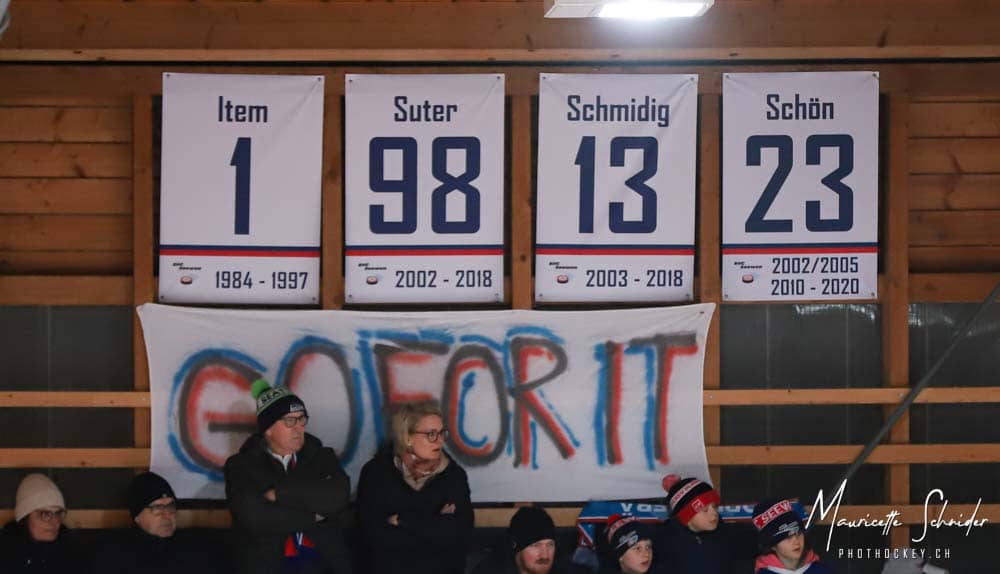 Item
1
1984 - 1997
Suter
98
2002 - 2018
Schmidig
13
2003 - 2018
Schön
23
2002/2005
2010 - 2020
GO FOR IT
Mauricette Schnider
PHOTHOCKEY.CH